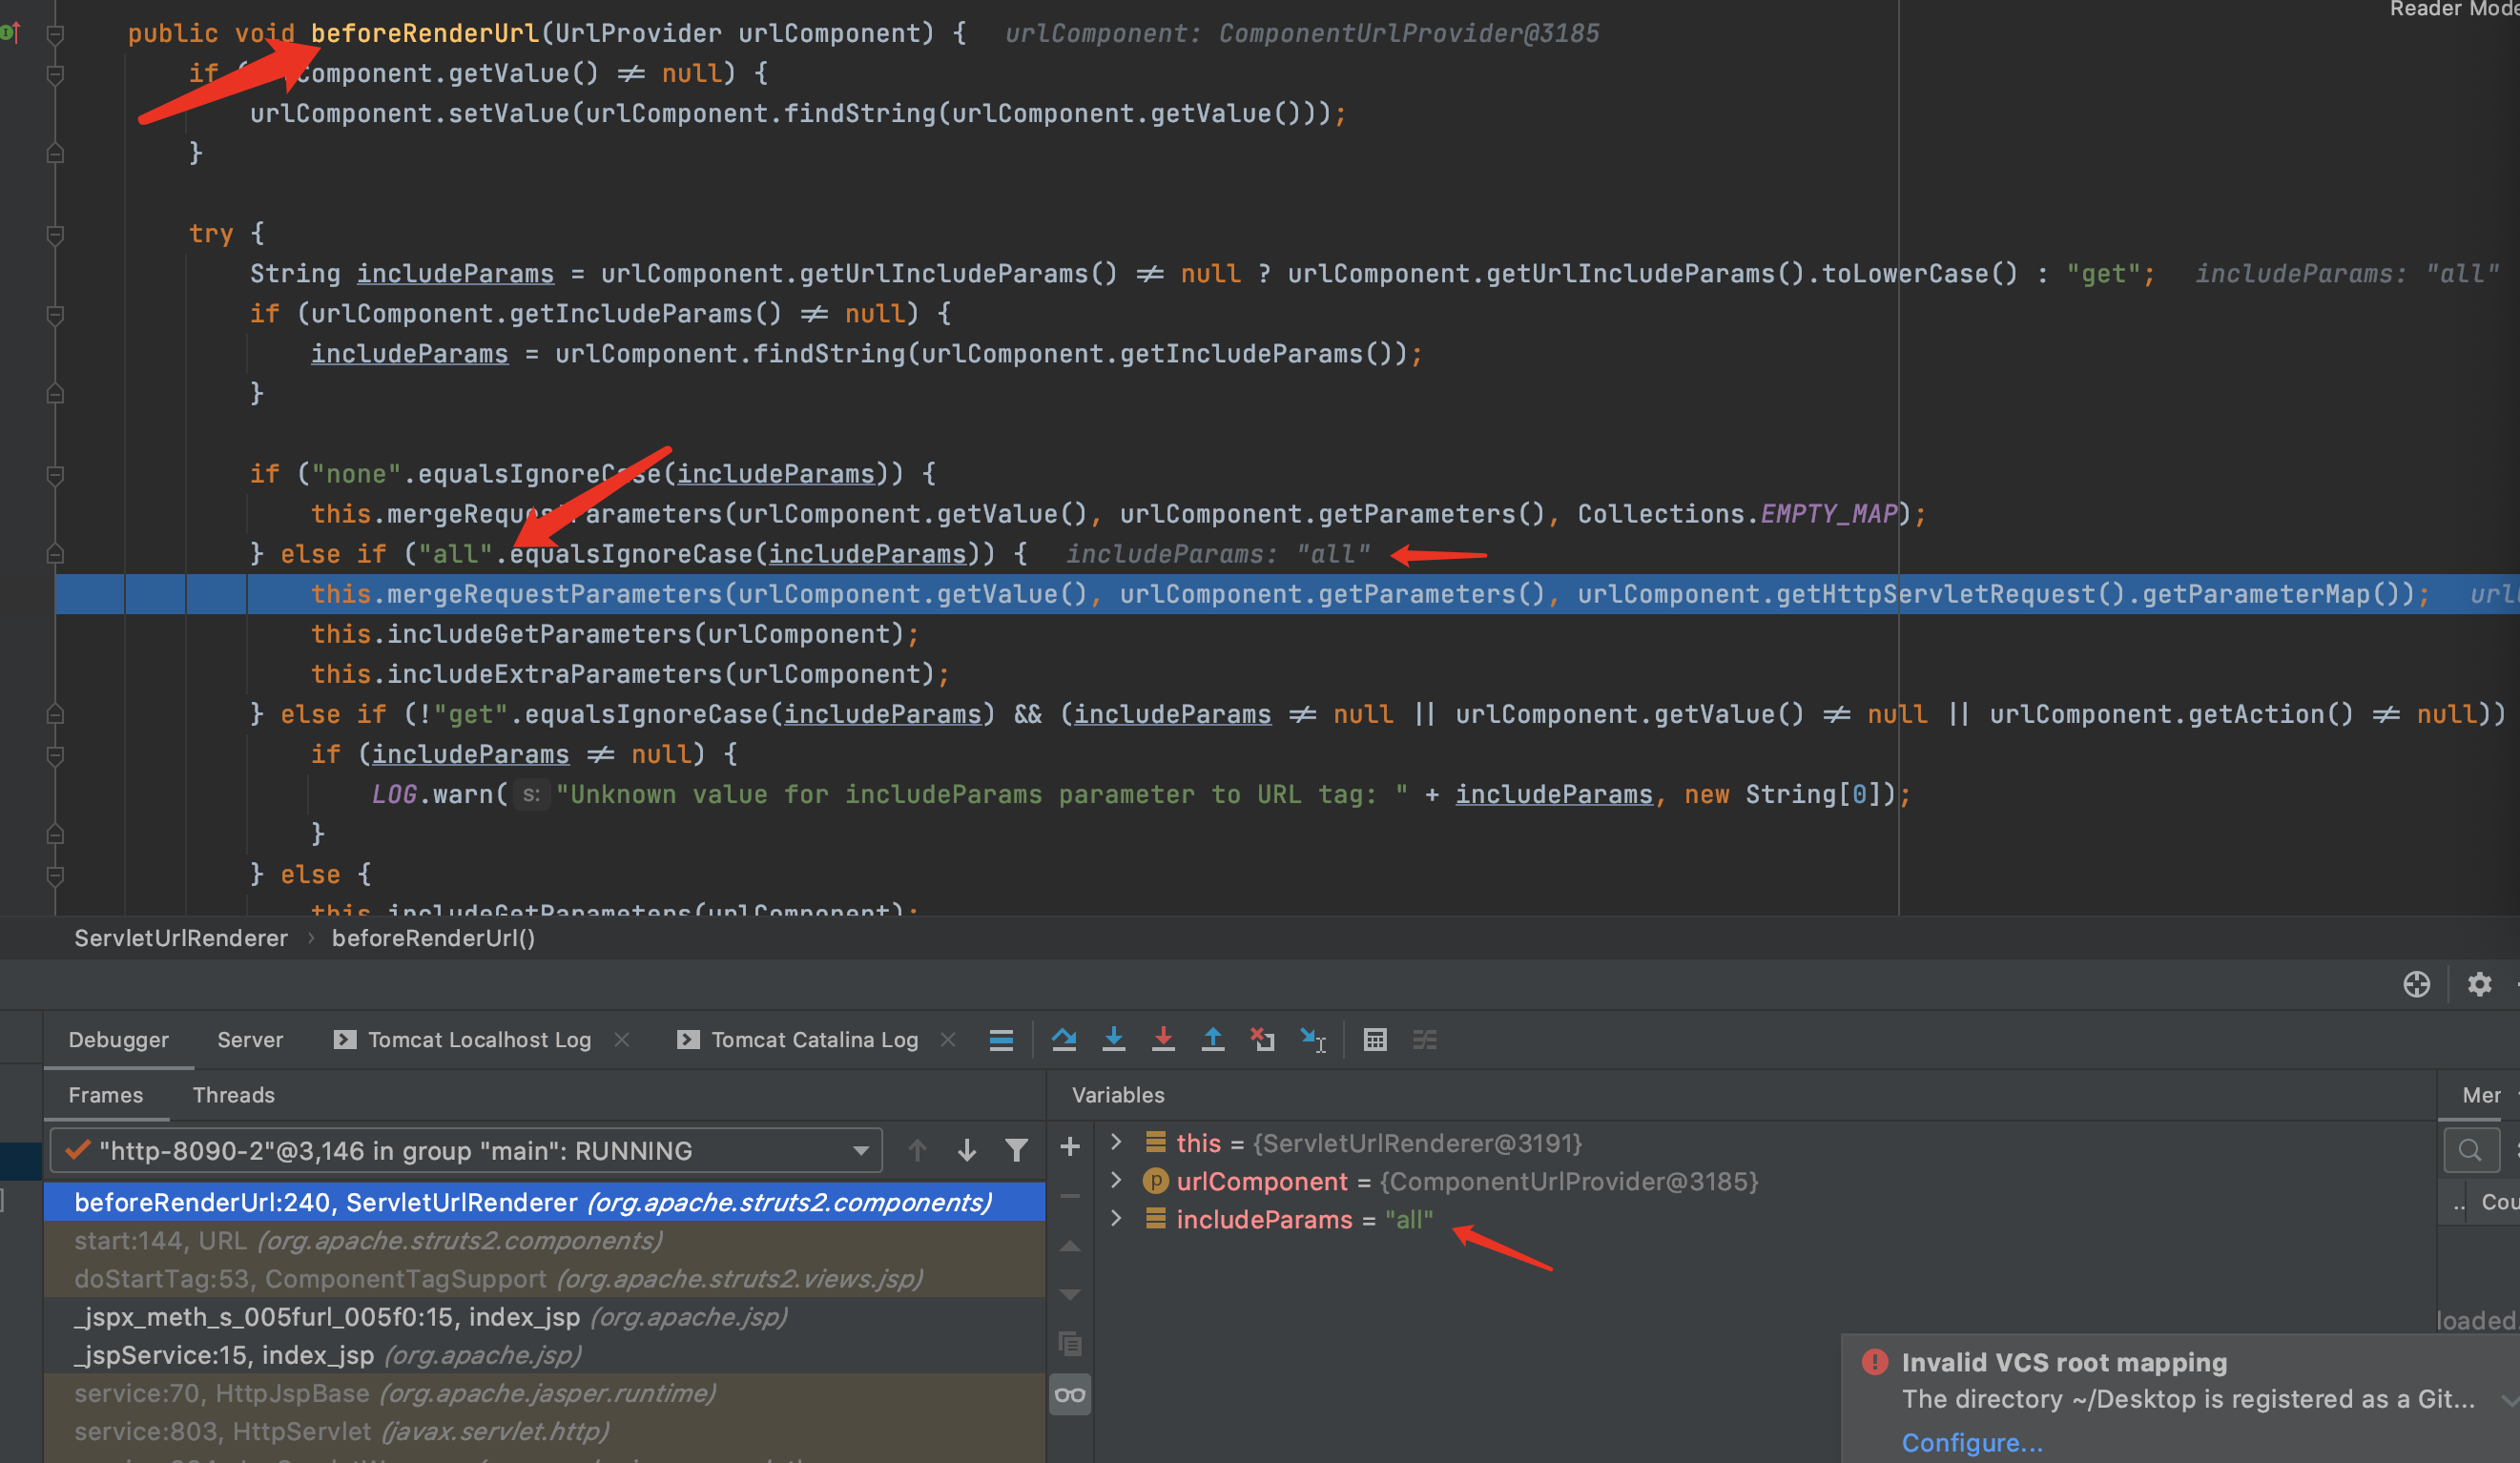 Reader Mode
public void beforeRenderUrl(UrlProvider urlComponent) { urlComponent: ComponentUrlProvider@3185
if ( Component.getValue() ≠ null) {
urlComponent.setValue(urlComponent.findString(urlComponent.getValue()));
}
try {
String includeParams = urlComponent.getUrlIncludeParams() ≠ null ? urlComponent.getUrlIncludeParams().toLowerCase() : "get"; includeParams: "all"
if (urlComponent.getIncludeParams() ≠ null) {
includeParams = urlComponent.findString(urlComponent.getIncludeParams());
}
if ("none".equalsIgnoreCase(includeParams)) {
this.mergeRequestParameters(urlComponent.getValue(), urlComponent.getParameters(), Collections.EMPTY_MAP);
} else if ("all".equalsIgnoreCase(includeParams)) { includeParams: "all"
this.mergeRequestParameters(urlComponent.getValue(), urlComponent.getParameters(), urlComponent.getHttpServletRequest().getParameterMap()); url
this.includeGetParameters(urlComponent);
this.includeExtraParameters(urlComponent);
} else if (!"get".equalsIgnoreCase(includeParams) && (includeParams ≠ null || urlComponent.getValue() ≠ null || urlComponent.getAction() ≠ null))
if (includeParams ≠ null) {
LOG.warn( s: "Unknown value for includeParams parameter to URL tag: " + includeParams, new String[0]);
}
} else {
this.includeGetParameters(urlComponent);
ServletUrlRenderer › beforeRenderUrl()
Debugger Server Tomcat Localhost Log × Tomcat Catalina Log ×
Frames Threads Variables Mer
"http-8090-2"@3,146 in group "main": RUNNING
this = {ServletUrlRenderer@3191}
urlComponent = {ComponentUrlProvider@3185}
includeParams = "all"
beforeRenderUrl:240, ServletUrlRenderer (org.apache.struts2.components)
start:144, URL (org.apache.struts2.components)
doStartTag:53, ComponentTagSupport (org.apache.struts2.views.jsp)
_jspx_meth_s_005furl_005f0:15, index_jsp (org.apache.jsp)
_jspService:15, index_jsp (org.apache.jsp)
service:70, HttpJspBase (org.apache.jasper.runtime)
service:803, HttpServlet (javax.servlet.http)
.. Cou
loaded.
Invalid VCS root mapping
The directory ~/Desktop is registered as a Git...
Configure...